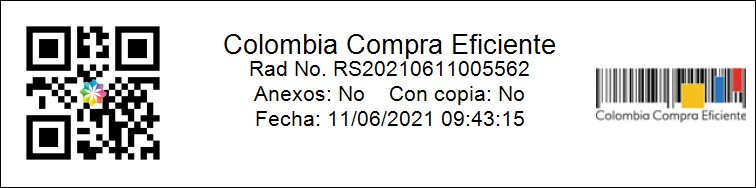 Colombia Compra Eficiente
Rad No. RS20210611005562
Anexos: No    Con copia: No
Fecha: 11/06/2021 09:43:15
Colombia Compra Eficiente